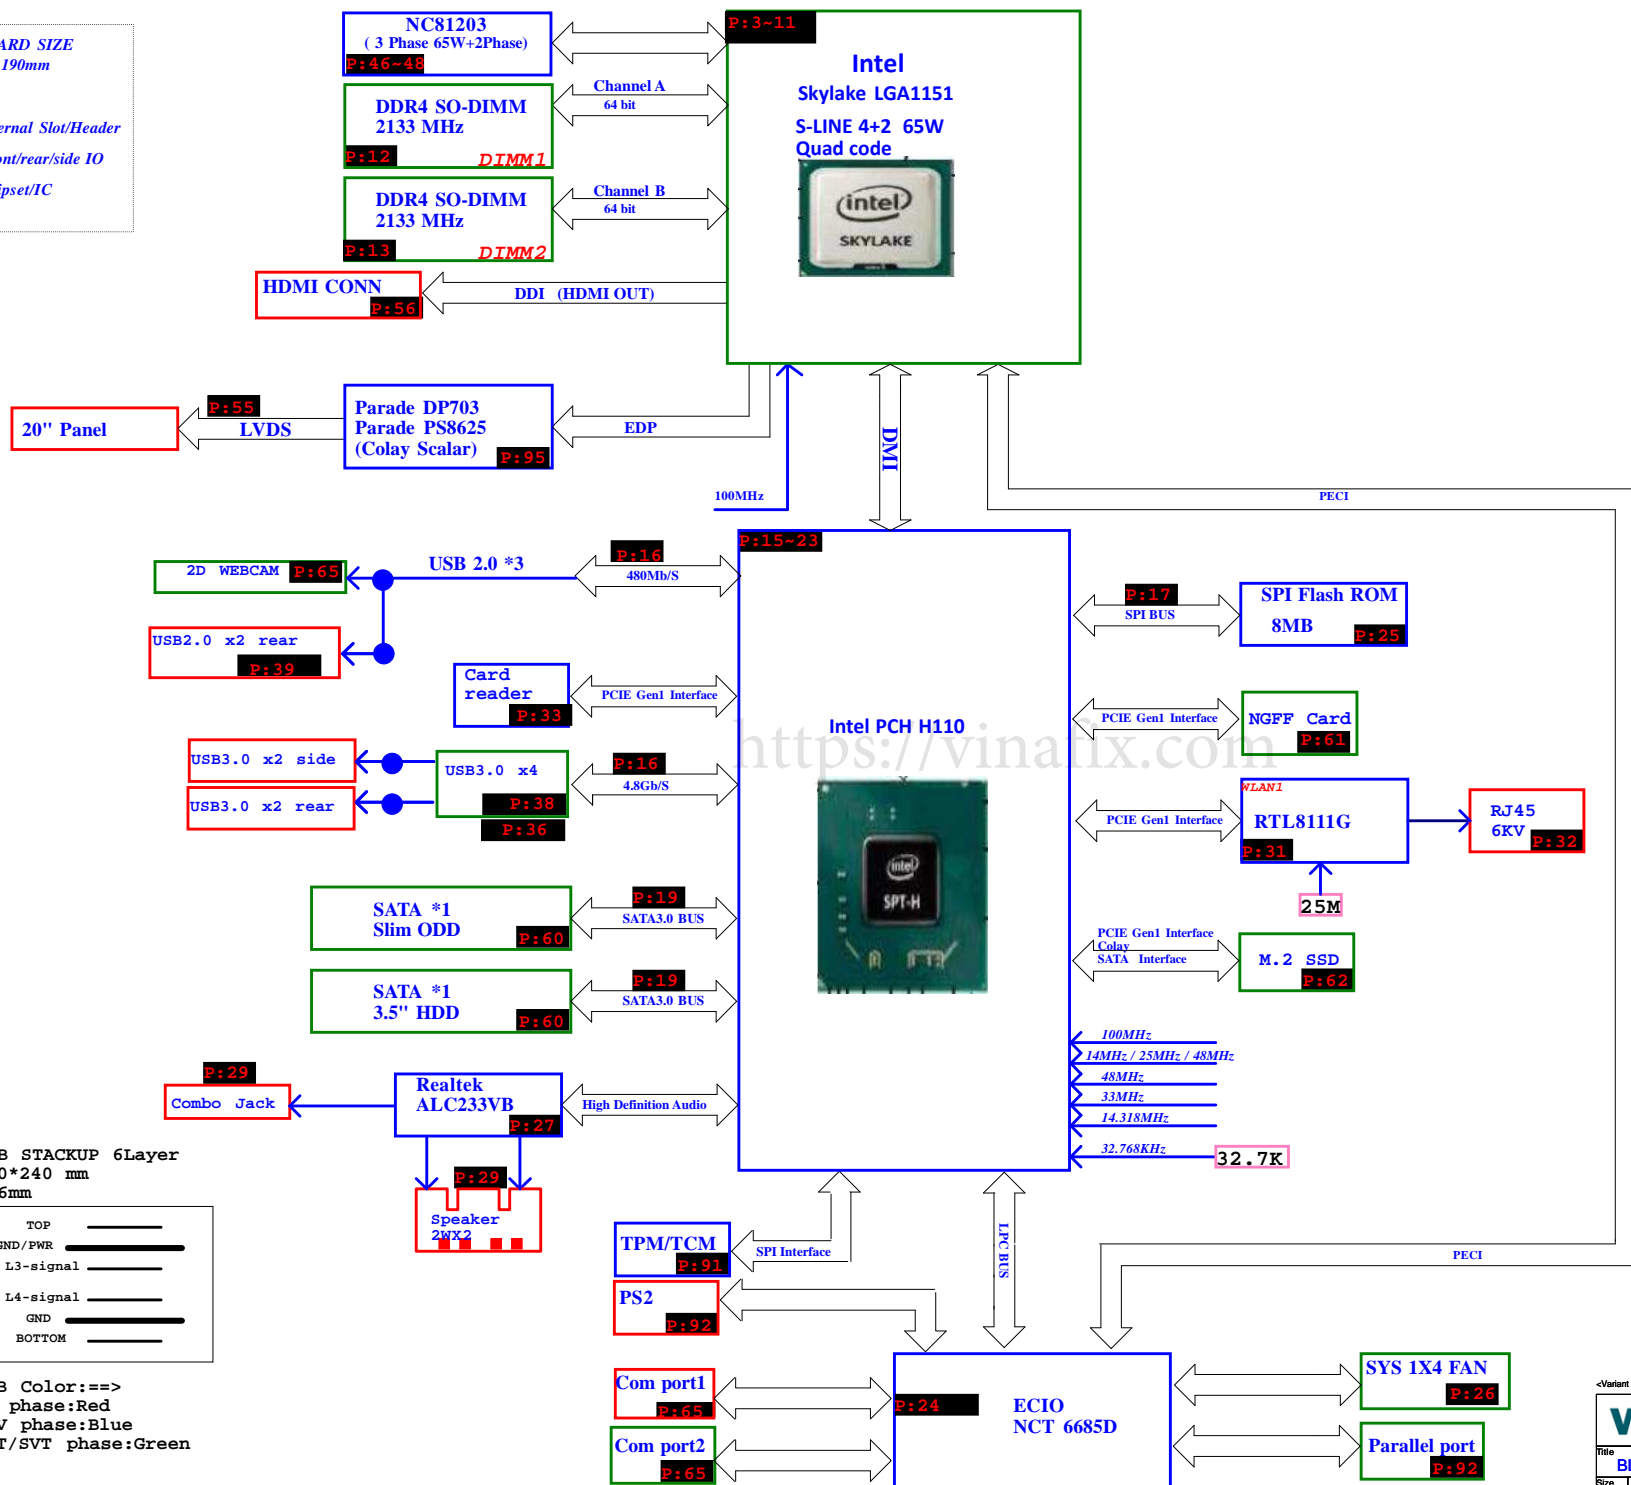 ARD SIZE
190mm
ernal Slot/Header
ont/rear/side IO
ipset/IC
NC81203
( 3 Phase 65W+2Phase)
P:46~48
DDR4 SO-DIMM
2133 MHz
P:12
DIMM1
Channel A
64 bit
DDR4 SO-DIMM
2133 MHz
P:13
DIMM2
Channel B
64 bit
HDMI CONN
P:56
DDI (HDMI OUT)
P:3~11
Intel
Skylake LGA1151
S-LINE 4+2 65W
Quad code
intel
SKYLAKE
20" Panel
P:55
LVDS
Parade DP703
Parade PS8625
(Colay Scalar)
P:95
EDP
100MHz
DMI
PECI
P:15~23
2D WEBCAM
P:65
USB 2.0 *3
P:16
480Mb/S
USB2.0 x2 rear
P:39
Card
reader
P:33
PCIE Gen1 Interface
USB3.0 x2 side
USB3.0 x2 rear
USB3.0 x4
P:38
P:36
P:16
4.8Gb/S
Intel PCH H110
https://vinafix.com
intel
SPT-H
P:17
SPI BUS
SPI Flash ROM
8MB
P:25
PCIE Gen1 Interface
NGFF Card
P:61
WLAN1
PCIE Gen1 Interface
RTL8111G
P:31
RJ45
6KV
P:32
25M
SATA *1
Slim ODD
P:60
P:19
SATA3.0 BUS
PCIE Gen1 Interface
Colay
SATA Interface
M.2 SSD
P:62
SATA *1
3.5" HDD
P:60
P:19
SATA3.0 BUS
100MHz
14MHz / 25MHz / 48MHz
48MHz
33MHz
14.318MHz
32.768KHz
32.7K
P:29
Combo Jack
Realtek
ALC233VB
P:27
High Definition Audio
P:29
Speaker
2WX2
B STACKUP 6Layer
0*240 mm
6mm
TOP
GND/PWR
L3-signal
L4-signal
GND
BOTTOM
B Color:==>
phase:Red
V phase:Blue
T/SVT phase:Green
TPM/TCM
P:91
SPI Interface
LPC BUS
PECI
PS2
P:92
Com port1
P:65
Com port2
P:65
P:24
ECIO
NCT 6685D
SYS 1X4 FAN
P:26
Parallel port
P:92
<Variant
Title
Size